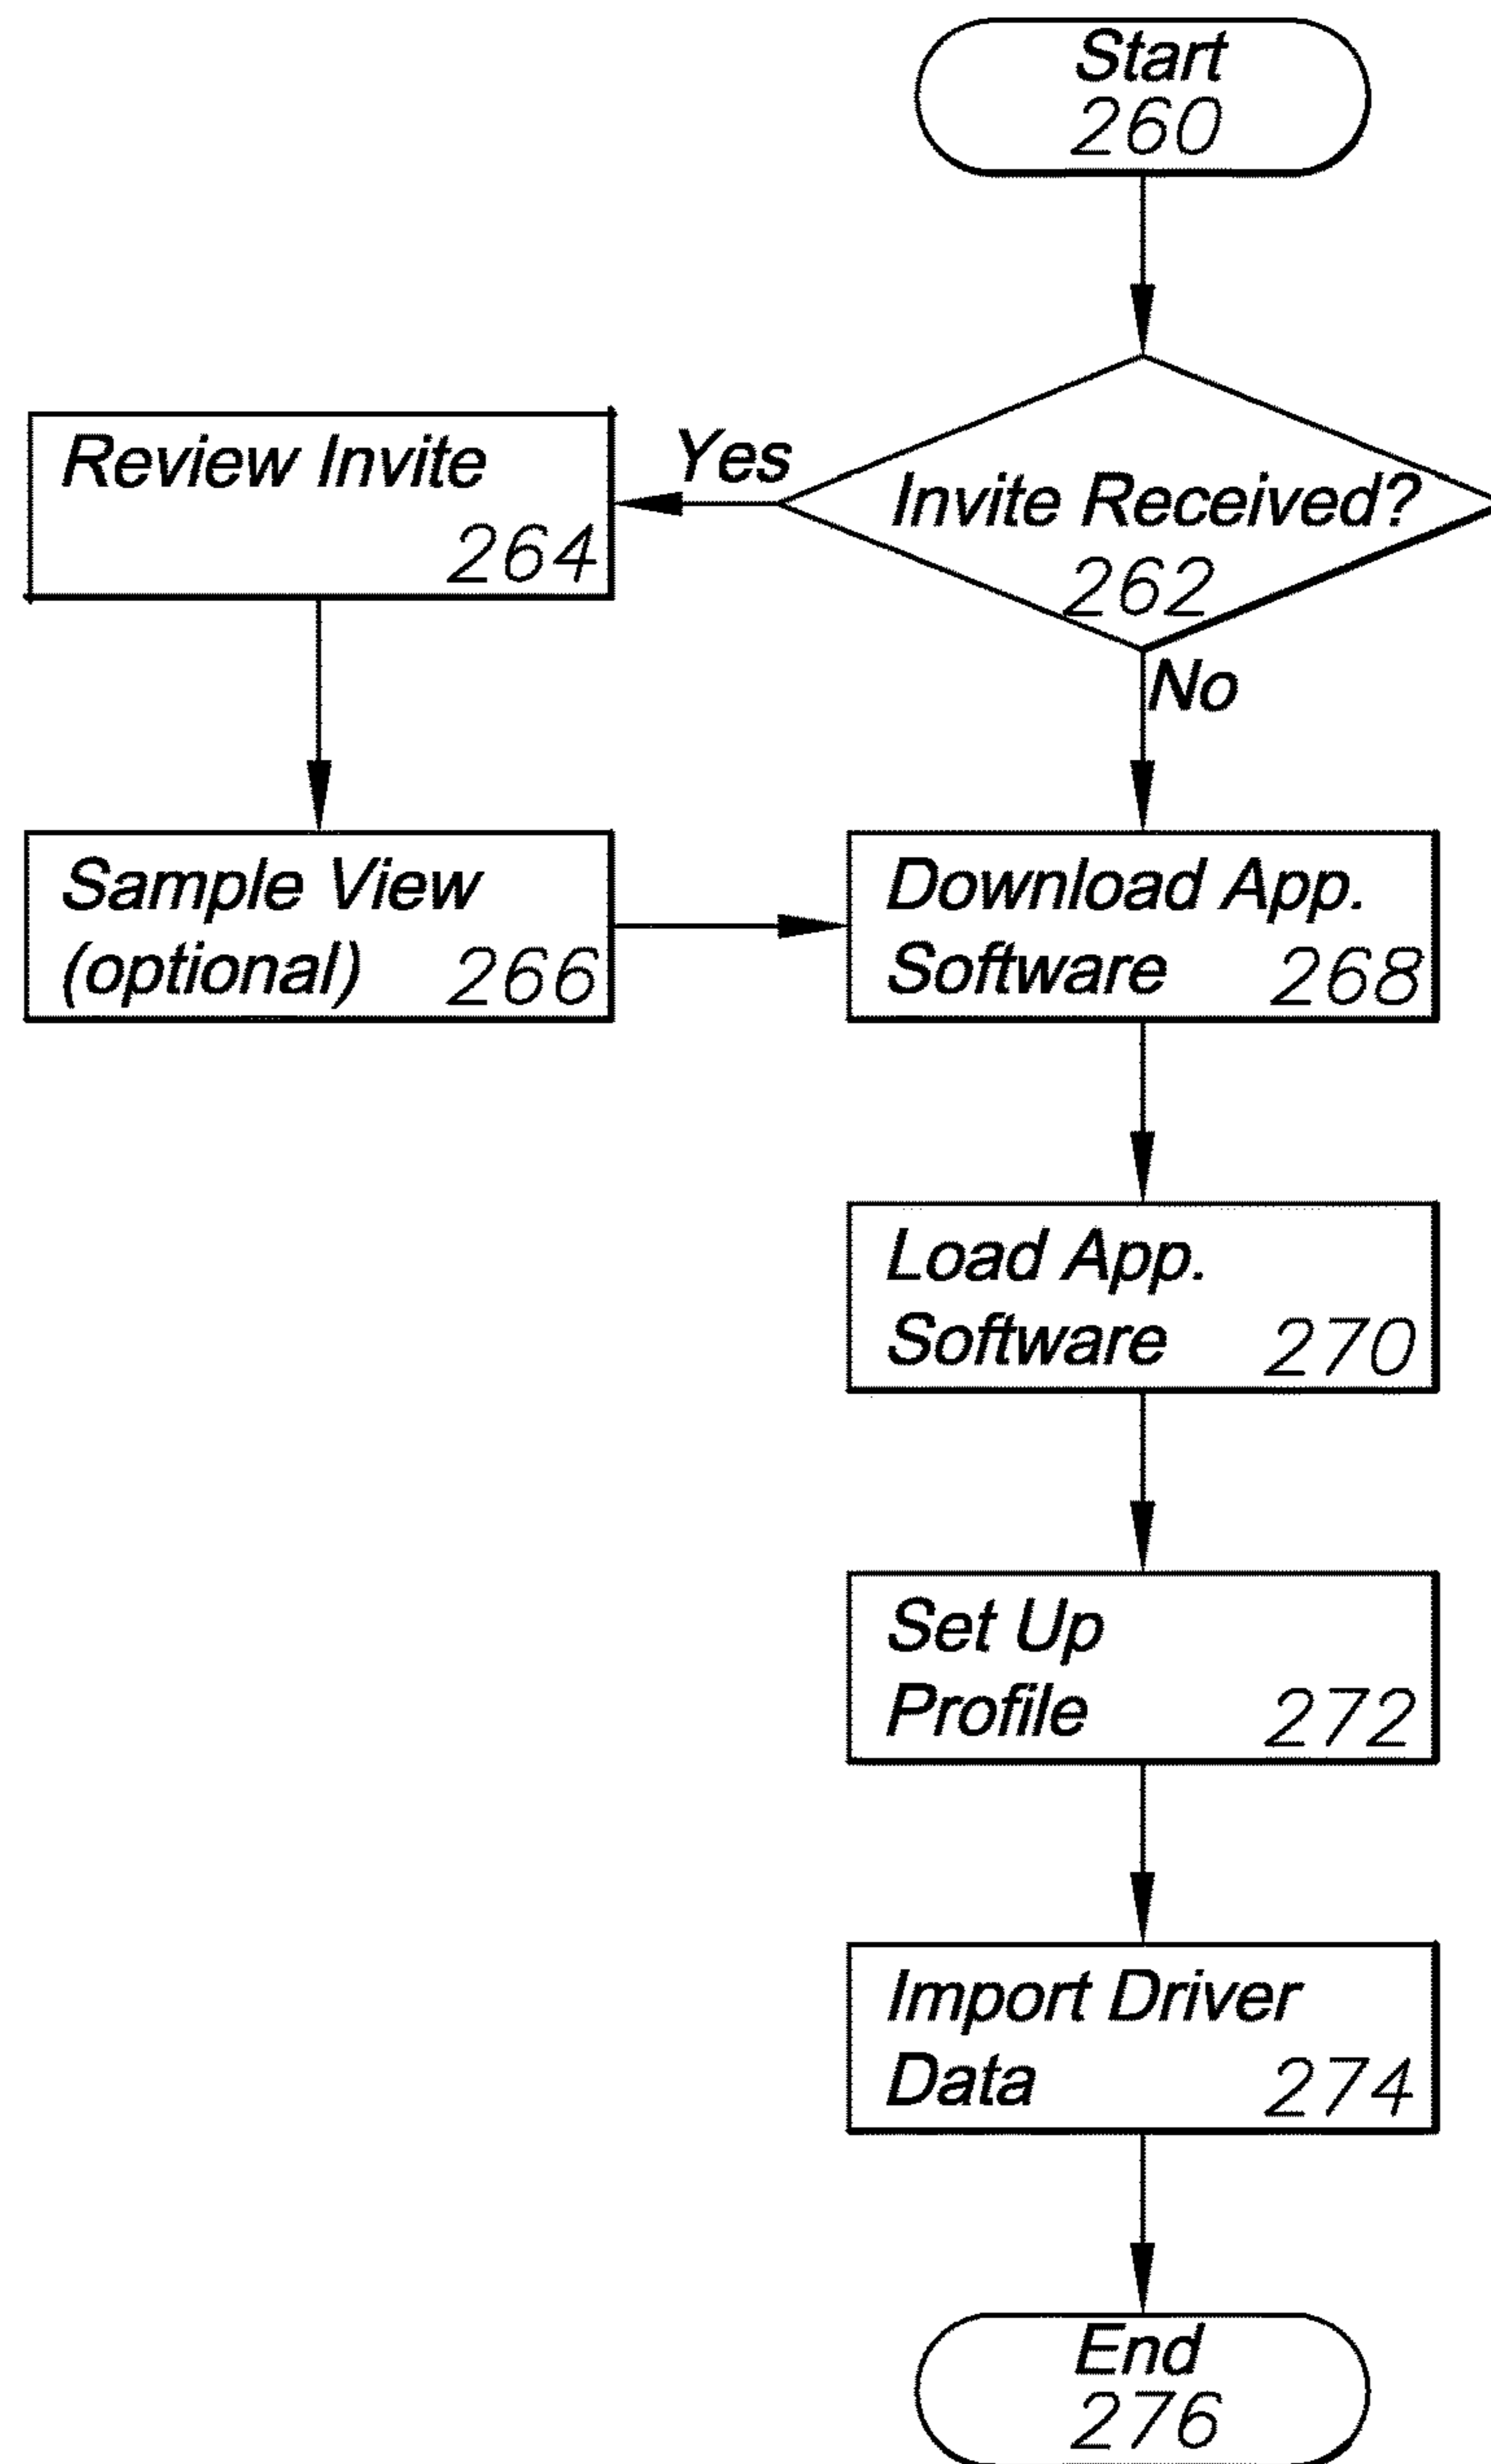 Start
260
Invite Received?
262
Yes
No
Review Invite
264
Sample View
(optional) 266
Download App.
Software 268
Load App.
Software 270
Set Up
Profile 272
Import Driver
Data 274
End
276